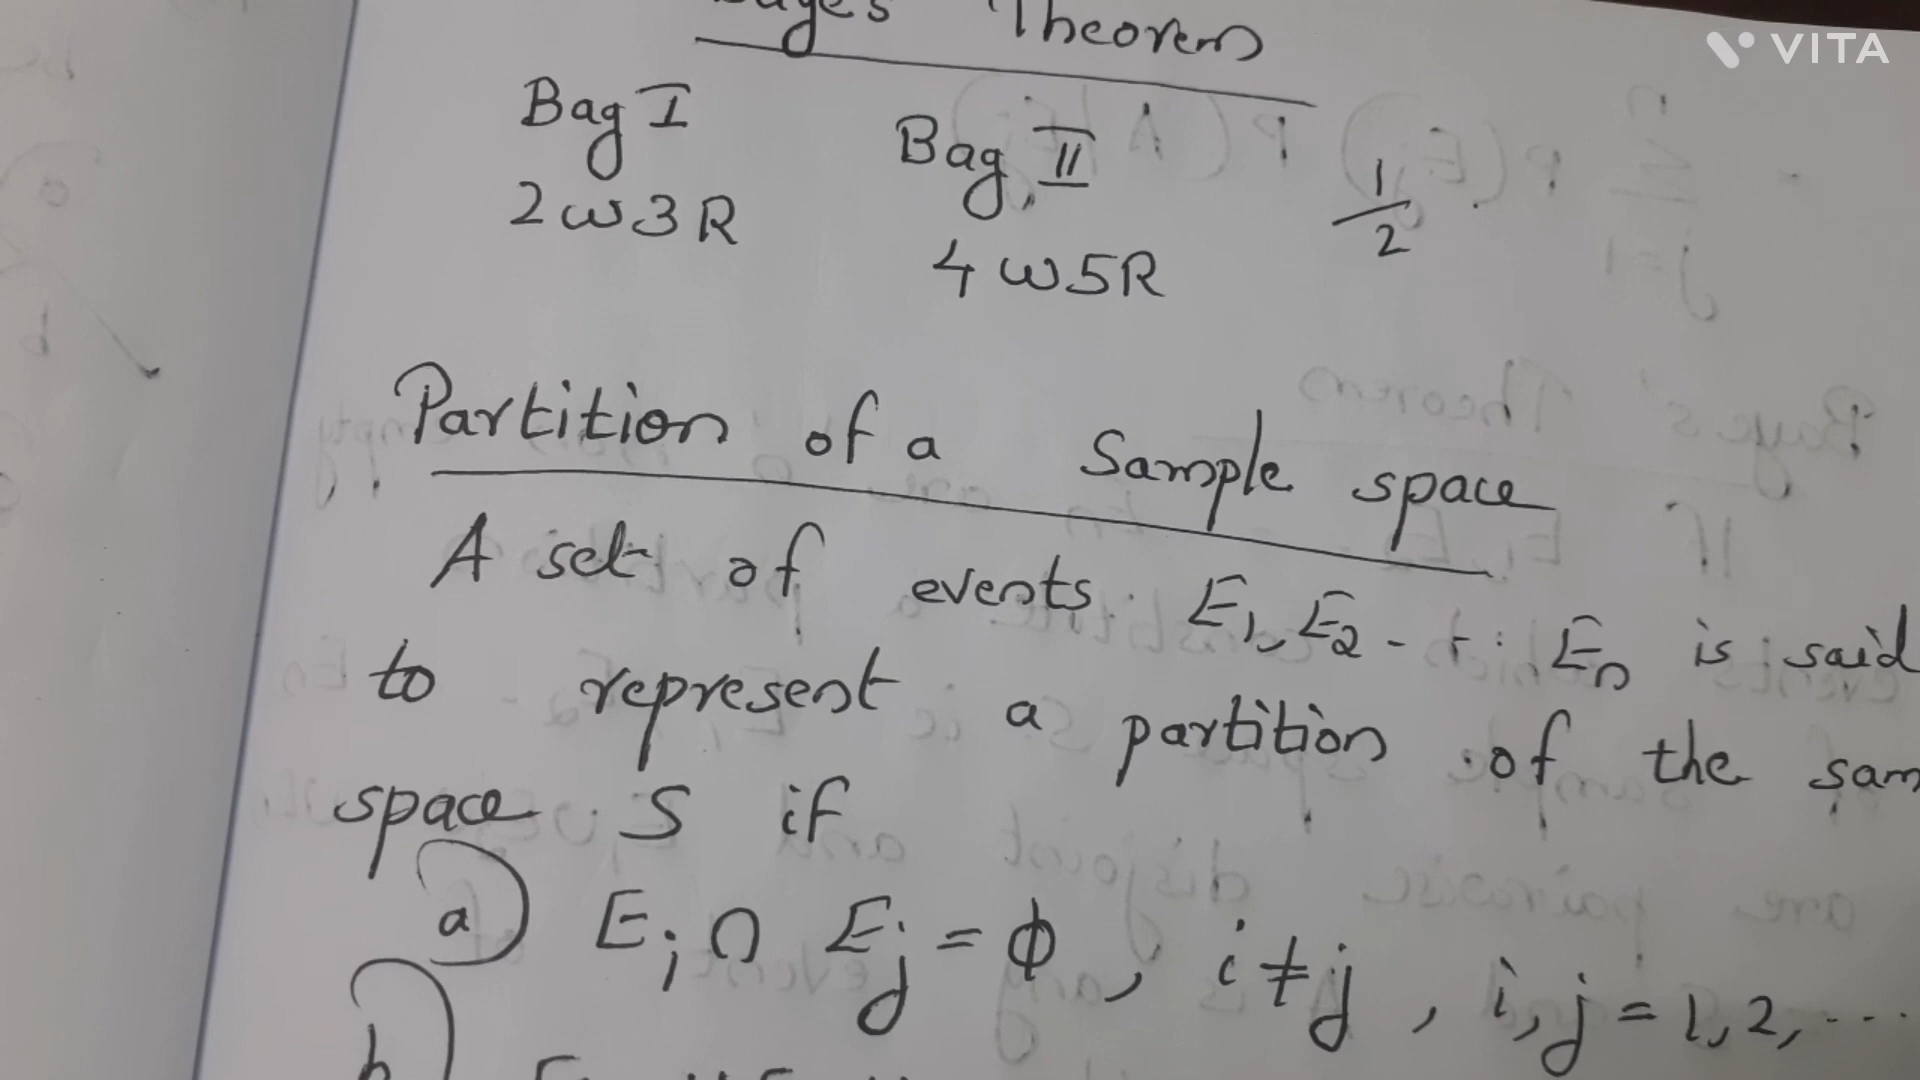 VITA
Bayes Theorem
Bag I
Bag II
1/2
2W3R
4W5R
Partition of a Sample space
A set of events E1, E2 - - . En is said
to represent a partition of the sam
space S if
a) Ei ∩ Ej = ϕ, i ≠ j, i, j = 1, 2, ...
b)